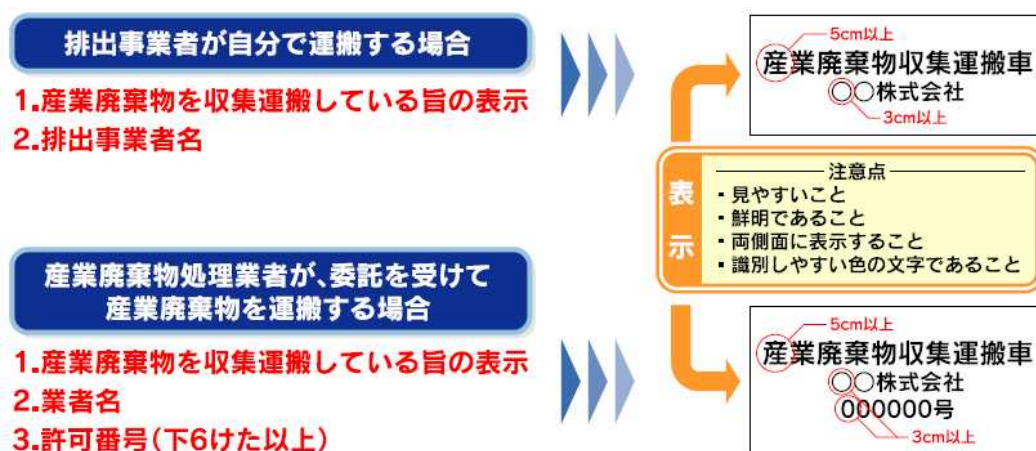 排出事業者が自分で運搬する場合
1.産業廃棄物を収集運搬している旨の表示
2.排出事業者名
5cm以上
産業廃棄物収集運搬車
〇〇株式会社
3cm以上
表示
注意点
・見やすいこと
・鮮明であること
・両側面に表示すること
・識別しやすい色の文字であること
産業廃棄物処理業者が、委託を受けて
産業廃棄物を運搬する場合
1.産業廃棄物を収集運搬している旨の表示
2.業者名
3.許可番号(下6けた以上)
5cm以上
産業廃棄物収集運搬車
〇〇株式会社
000000号
3cm以上